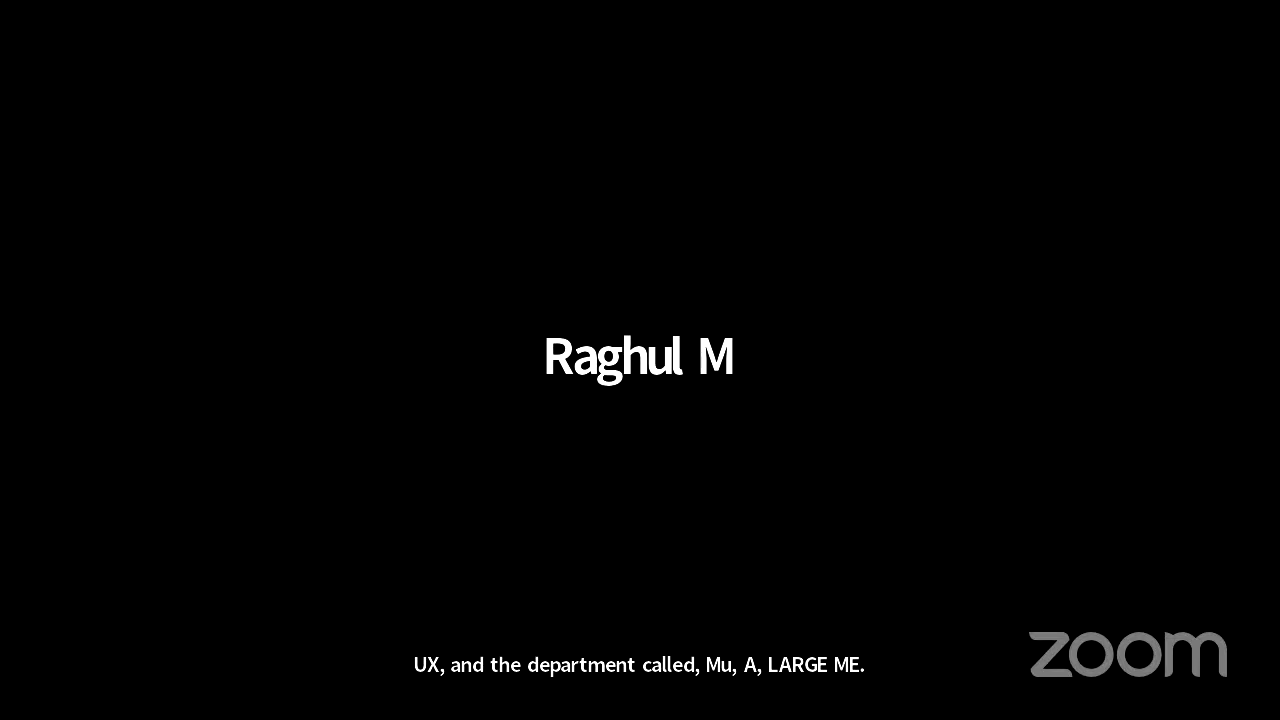 Raghul M
UX, and the department called, Mu, A, LARGE ME.
zoom